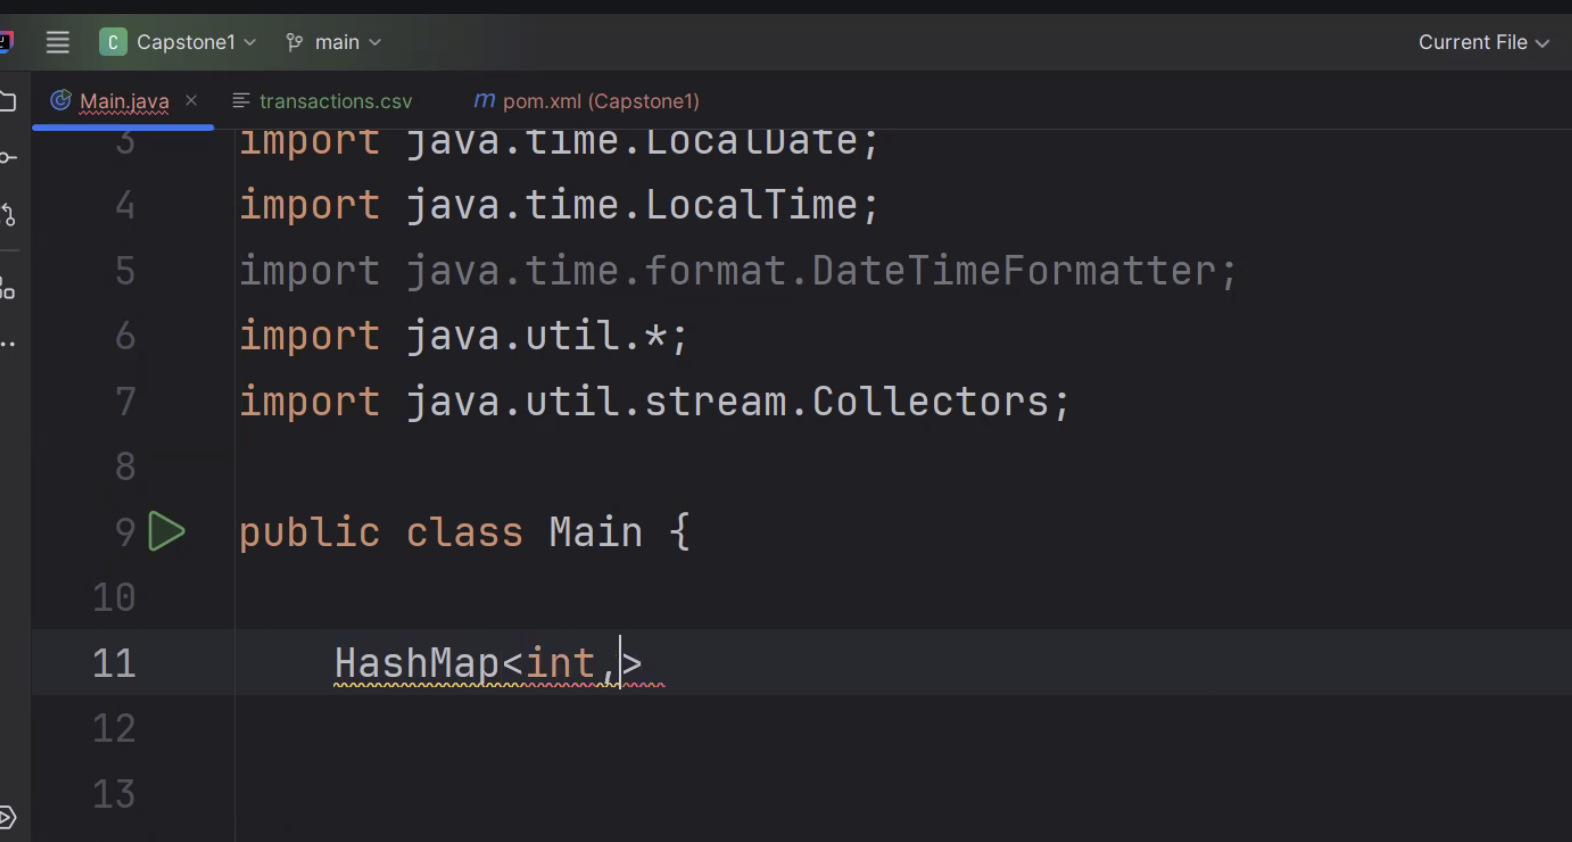 C Capstone1 main Current File
Main.java transactions.csv m pom.xml (Capstone1)
3 import java.time.LocalDate;
4 import java.time.LocalTime;
5 import java.time.format.DateTimeFormatter;
6 import java.util.*;
7 import java.util.stream.Collectors;
8
9 public class Main {
10
11 HashMap<int,>
12
13